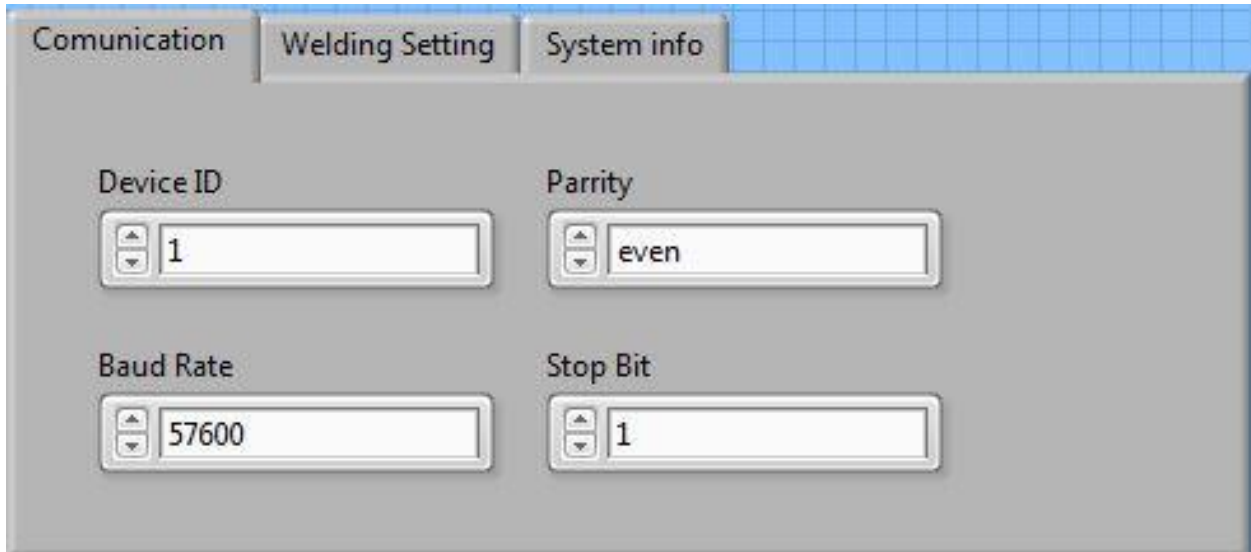 Comunication Welding Setting System info
Device ID Parrity
1 even
Baud Rate Stop Bit
57600 1